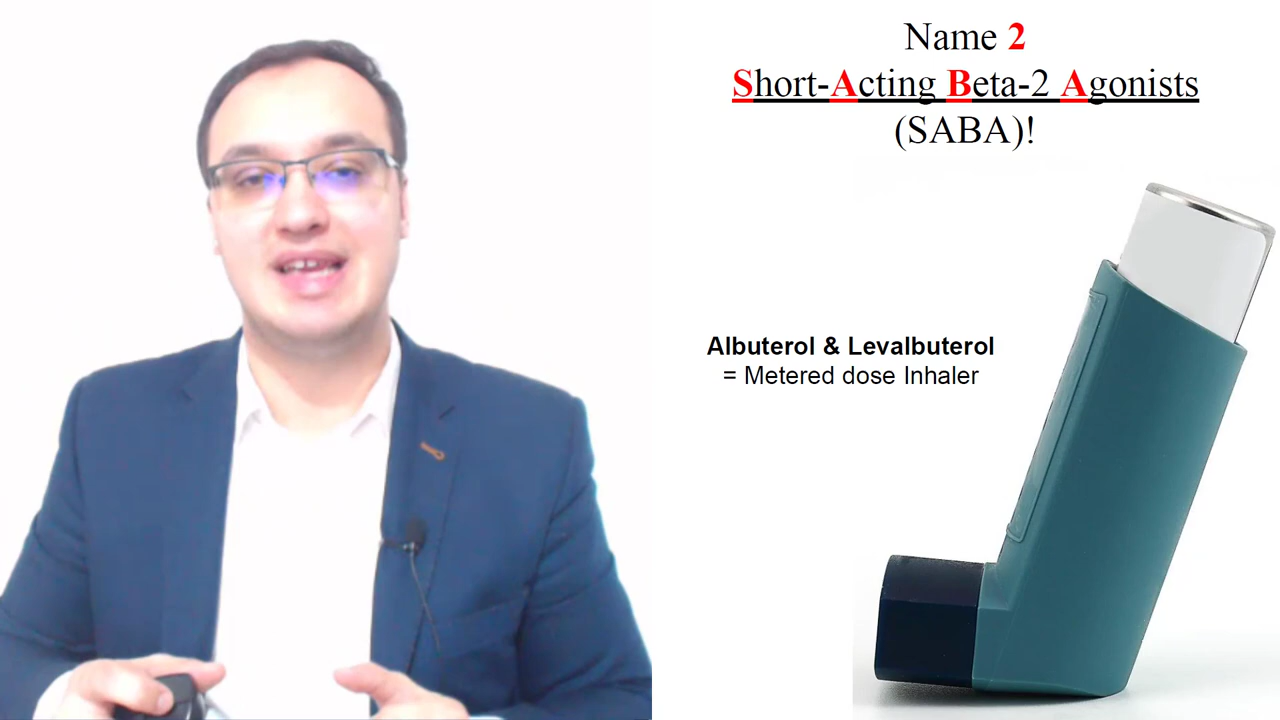 Name 2
Short-Acting Beta-2 Agonists
(SABA)!
Albuterol & Levalbuterol
= Metered dose Inhaler